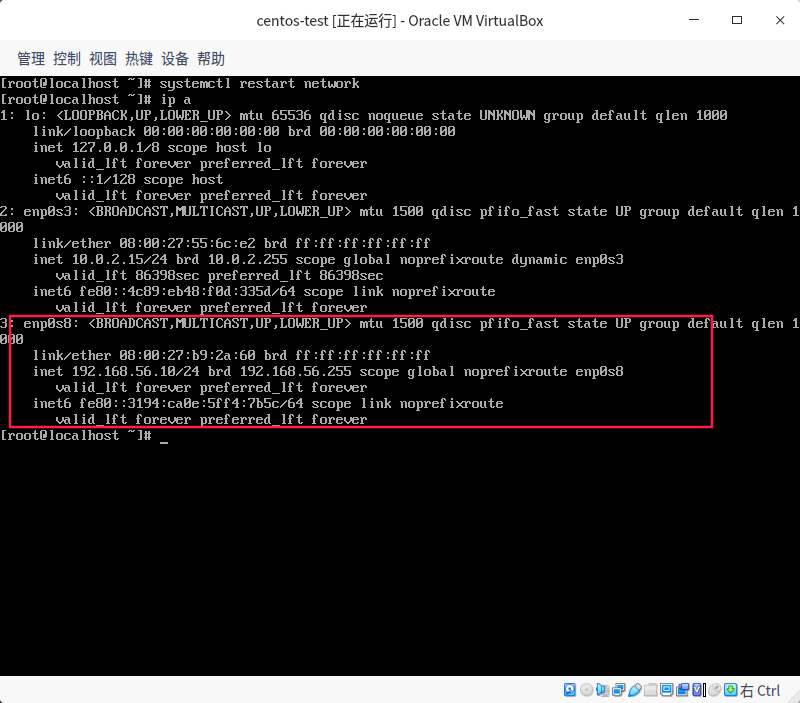 centos-test [正在运行] - Oracle VM VirtualBox
管理 控制 视图 热键 设备 帮助
[root@localhost ~]# systemctl restart network
[root@localhost ~]# ip a
1: lo: <LOOPBACK,UP,LOWER_UP> mtu 65536 qdisc noqueue state UNKNOWN group default qlen 1000
    link/loopback 00:00:00:00:00:00 brd 00:00:00:00:00:00
    inet 127.0.0.1/8 scope host lo
       valid_lft forever preferred_lft forever
    inet6 ::1/128 scope host
       valid_lft forever preferred_lft forever
2: enp0s3: <BROADCAST,MULTICAST,UP,LOWER_UP> mtu 1500 qdisc pfifo_fast state UP group default qlen 1
000
    link/ether 08:00:27:55:6c:e2 brd ff:ff:ff:ff:ff:ff
    inet 10.0.2.15/24 brd 10.0.2.255 scope global noprefixroute dynamic enp0s3
       valid_lft 86398sec preferred_lft 86398sec
    inet6 fe80::4c89:eb48:f0d:335d/64 scope link noprefixroute
       valid_lft forever preferred_lft forever
3: enp0s8: <BROADCAST,MULTICAST,UP,LOWER_UP> mtu 1500 qdisc pfifo_fast state UP group default qlen 1
000
    link/ether 08:00:27:b9:2a:60 brd ff:ff:ff:ff:ff:ff
    inet 192.168.56.10/24 brd 192.168.56.255 scope global noprefixroute enp0s8
       valid_lft forever preferred_lft forever
    inet6 fe80::3194:ca0e:5ff4:7b5c/64 scope link noprefixroute
       valid_lft forever preferred_lft forever
[root@localhost ~]# _
右 Ctrl